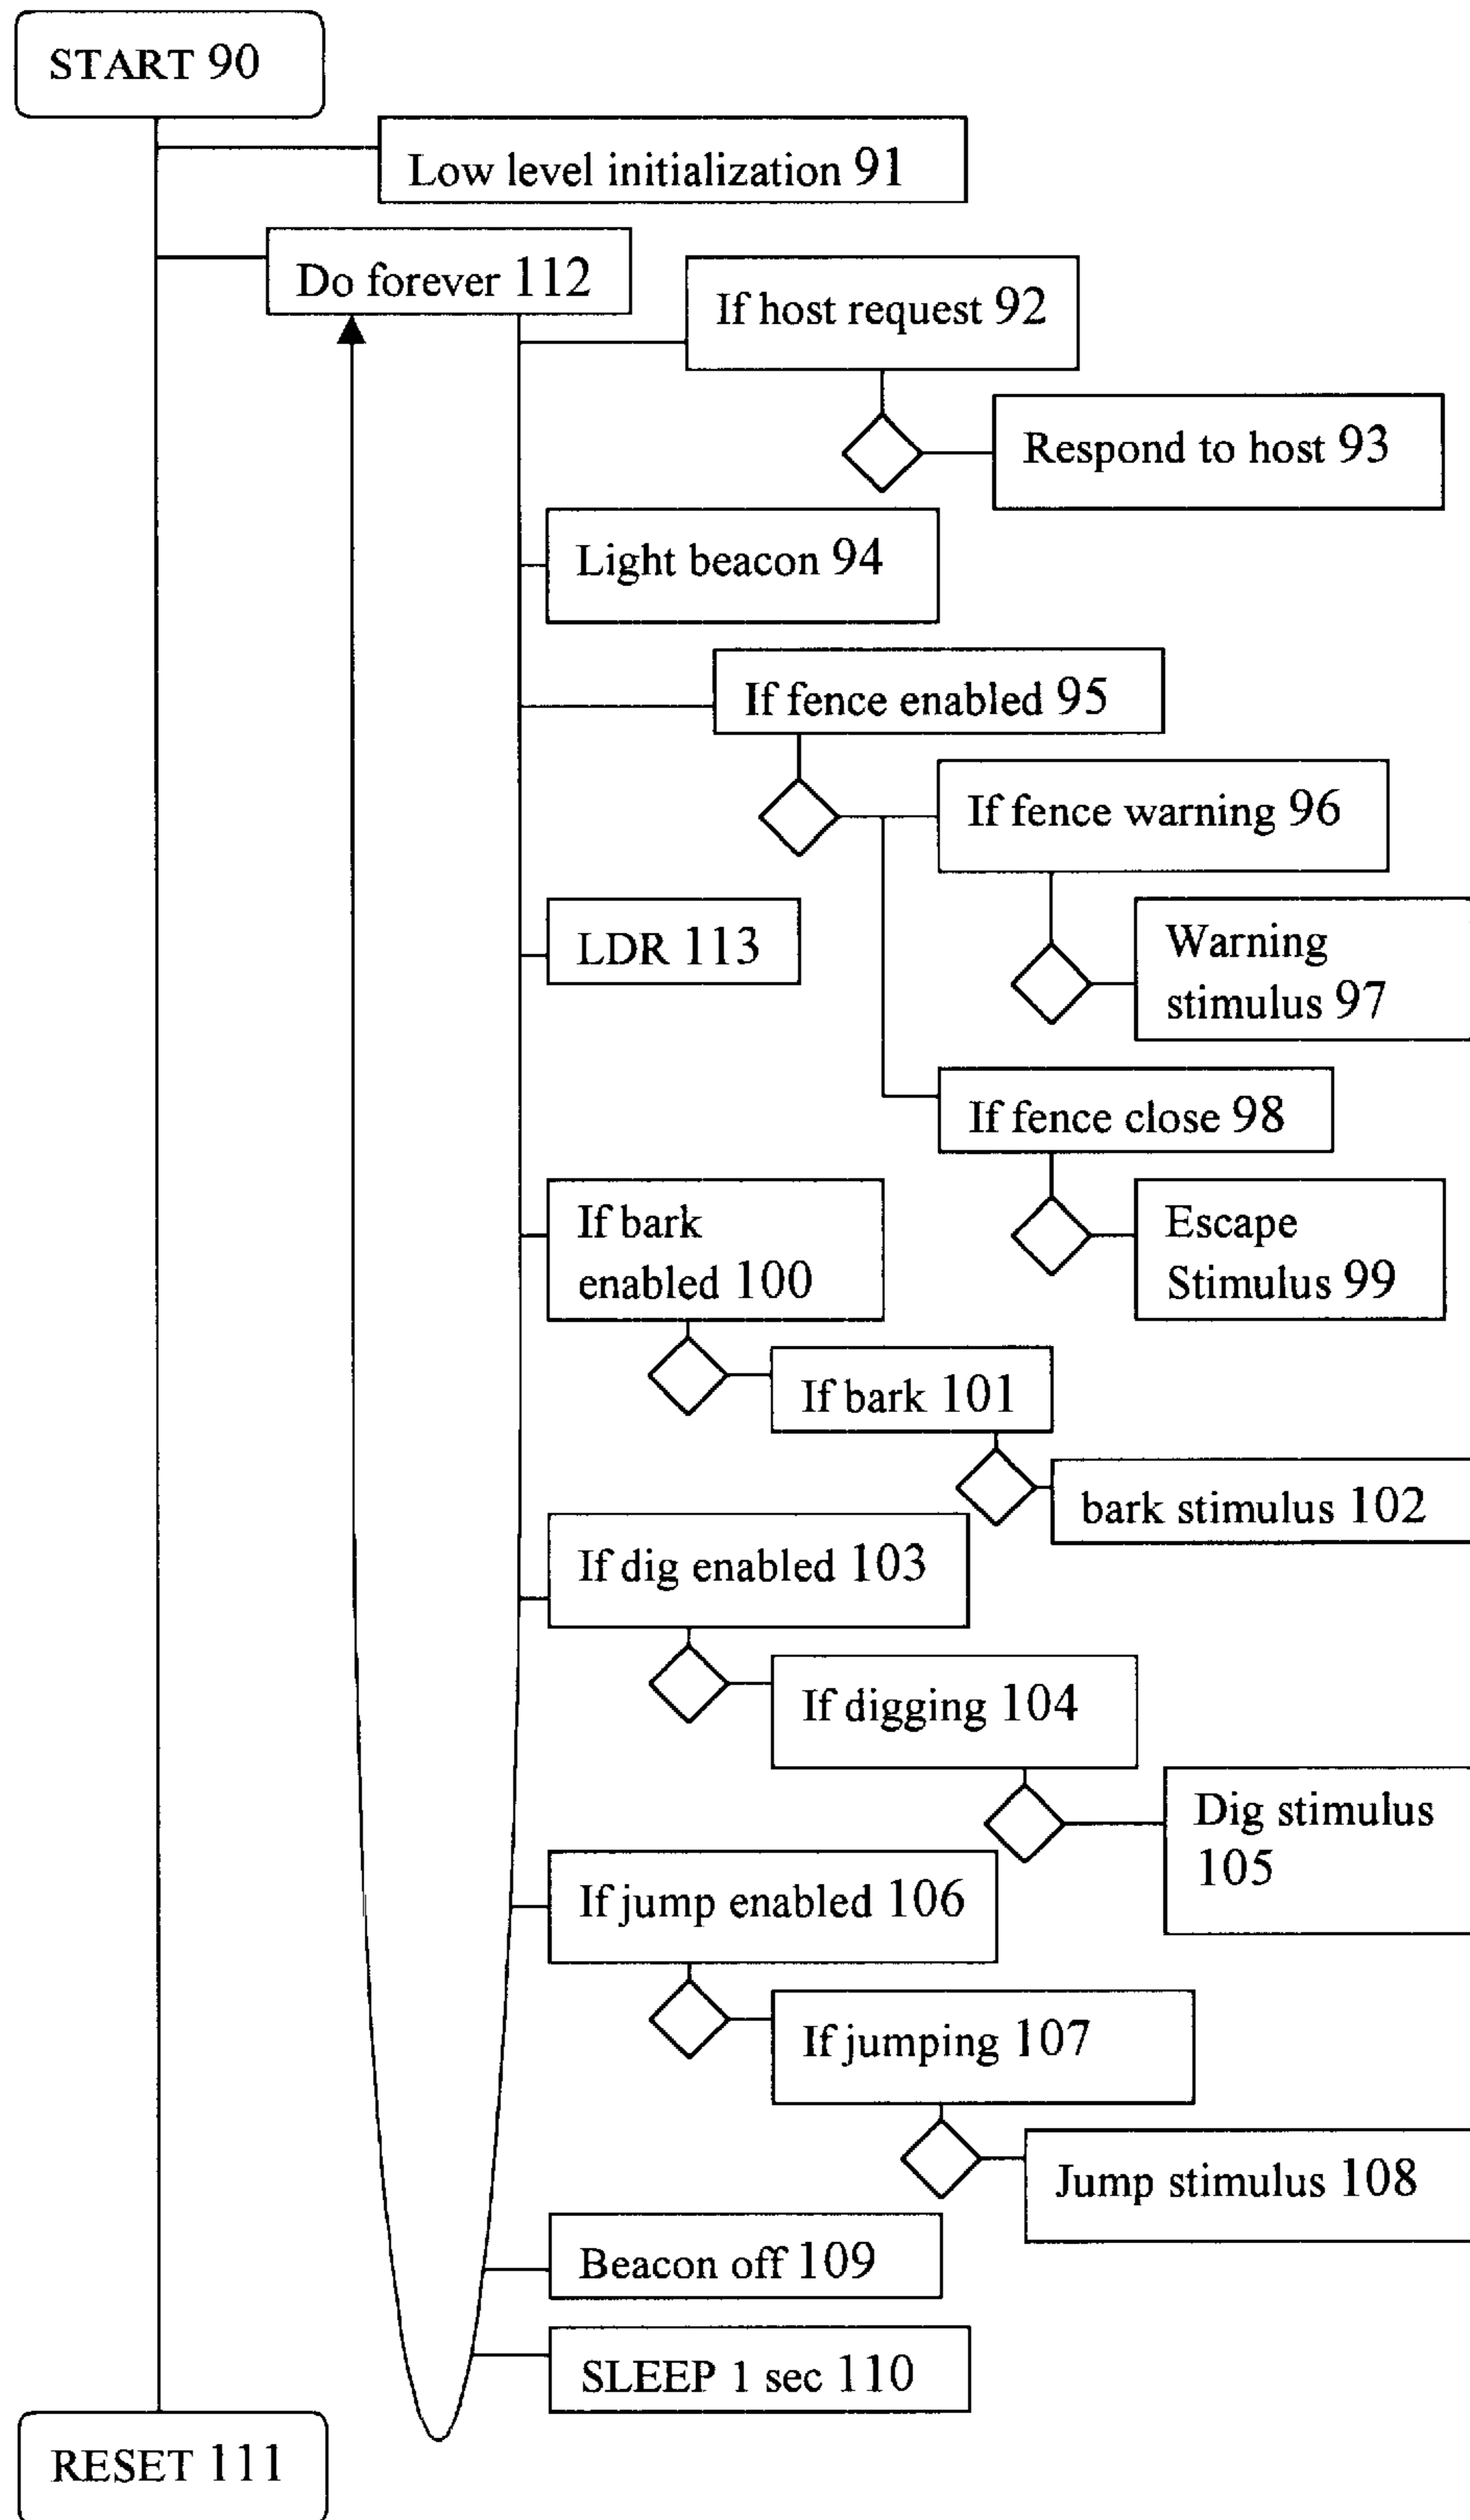 START 90
Low level initialization 91
Do forever 112
If host request 92
Respond to host 93
Light beacon 94
If fence enabled 95
If fence warning 96
LDR 113
Warning
stimulus 97
If fence close 98
If bark
enabled 100
Escape
Stimulus 99
If bark 101
bark stimulus 102
If dig enabled 103
If digging 104
Dig stimulus
105
If jump enabled 106
If jumping 107
Jump stimulus 108
Beacon off 109
SLEEP 1 sec 110
RESET 111